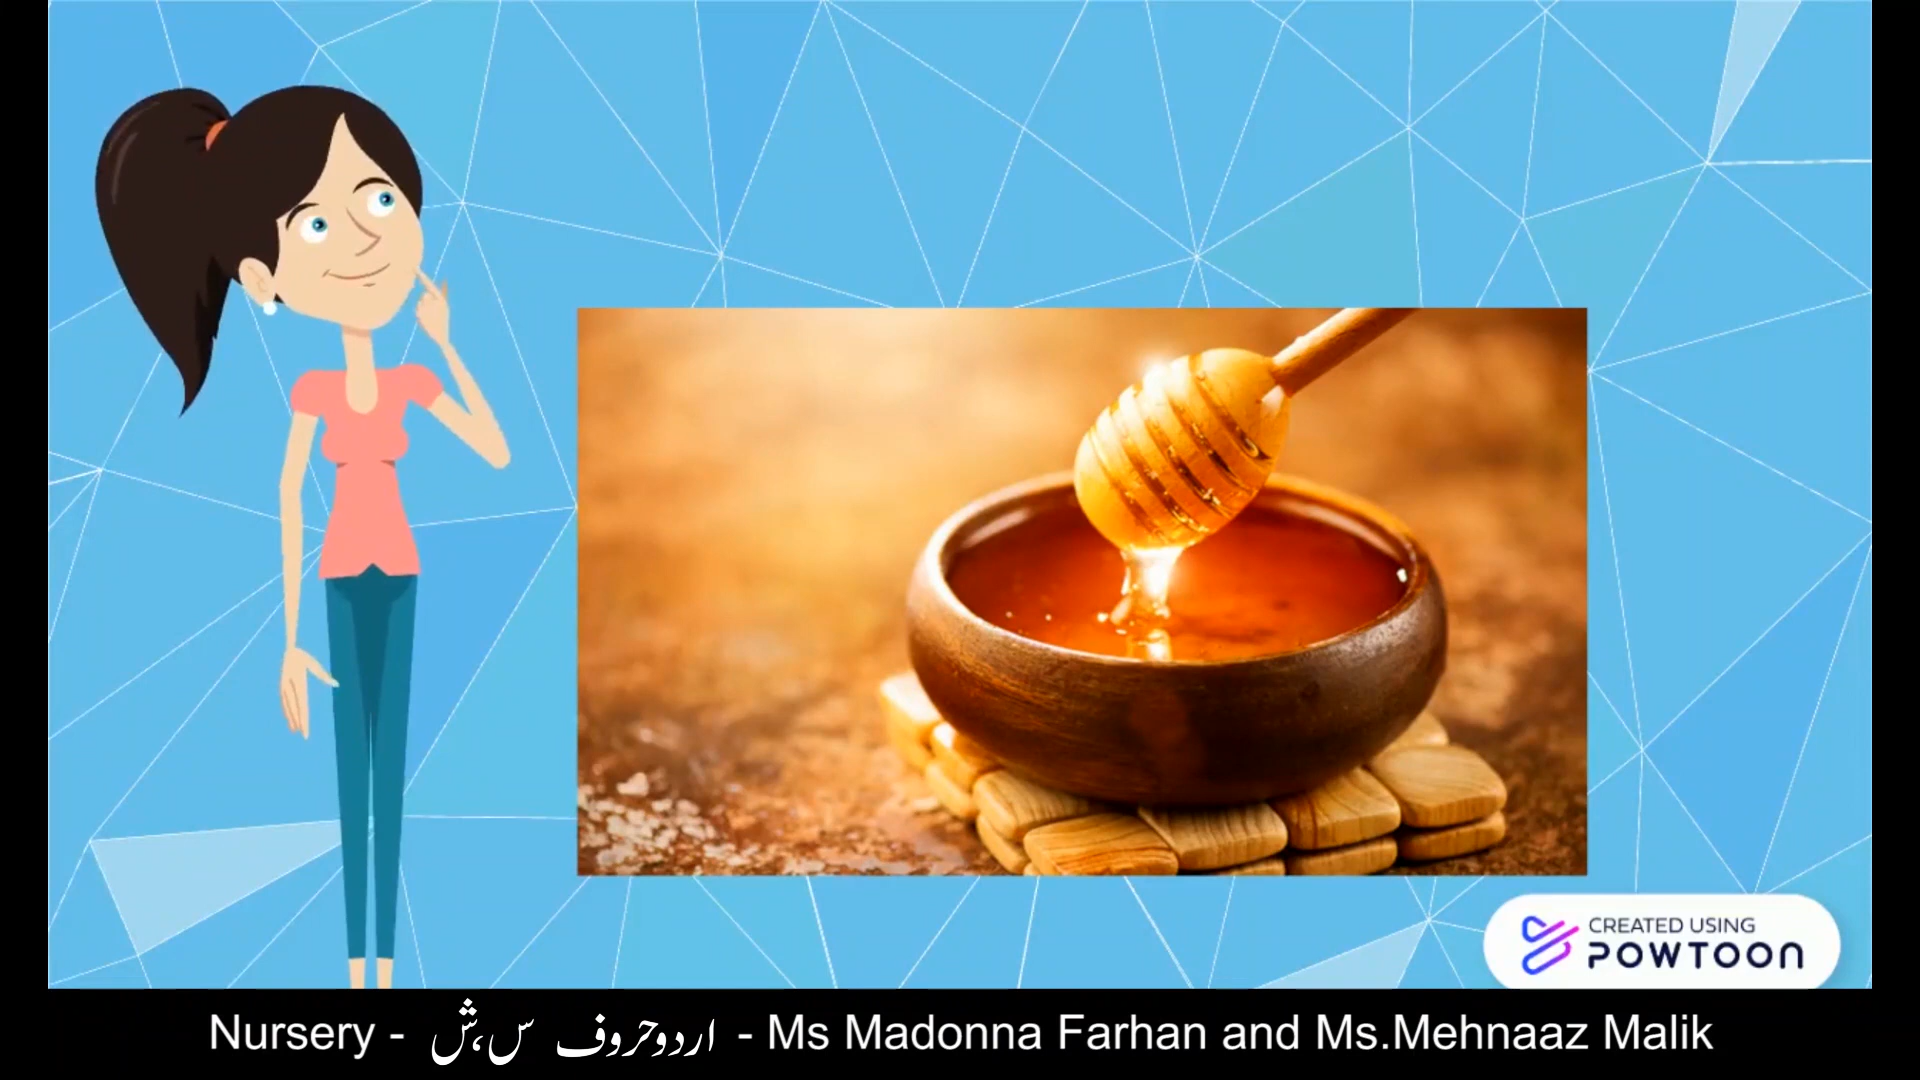 CREATED USING
POWTOON
Nursery - اردو حروف س، ش - Ms Madonna Farhan and Ms.Mehnaaz Malik